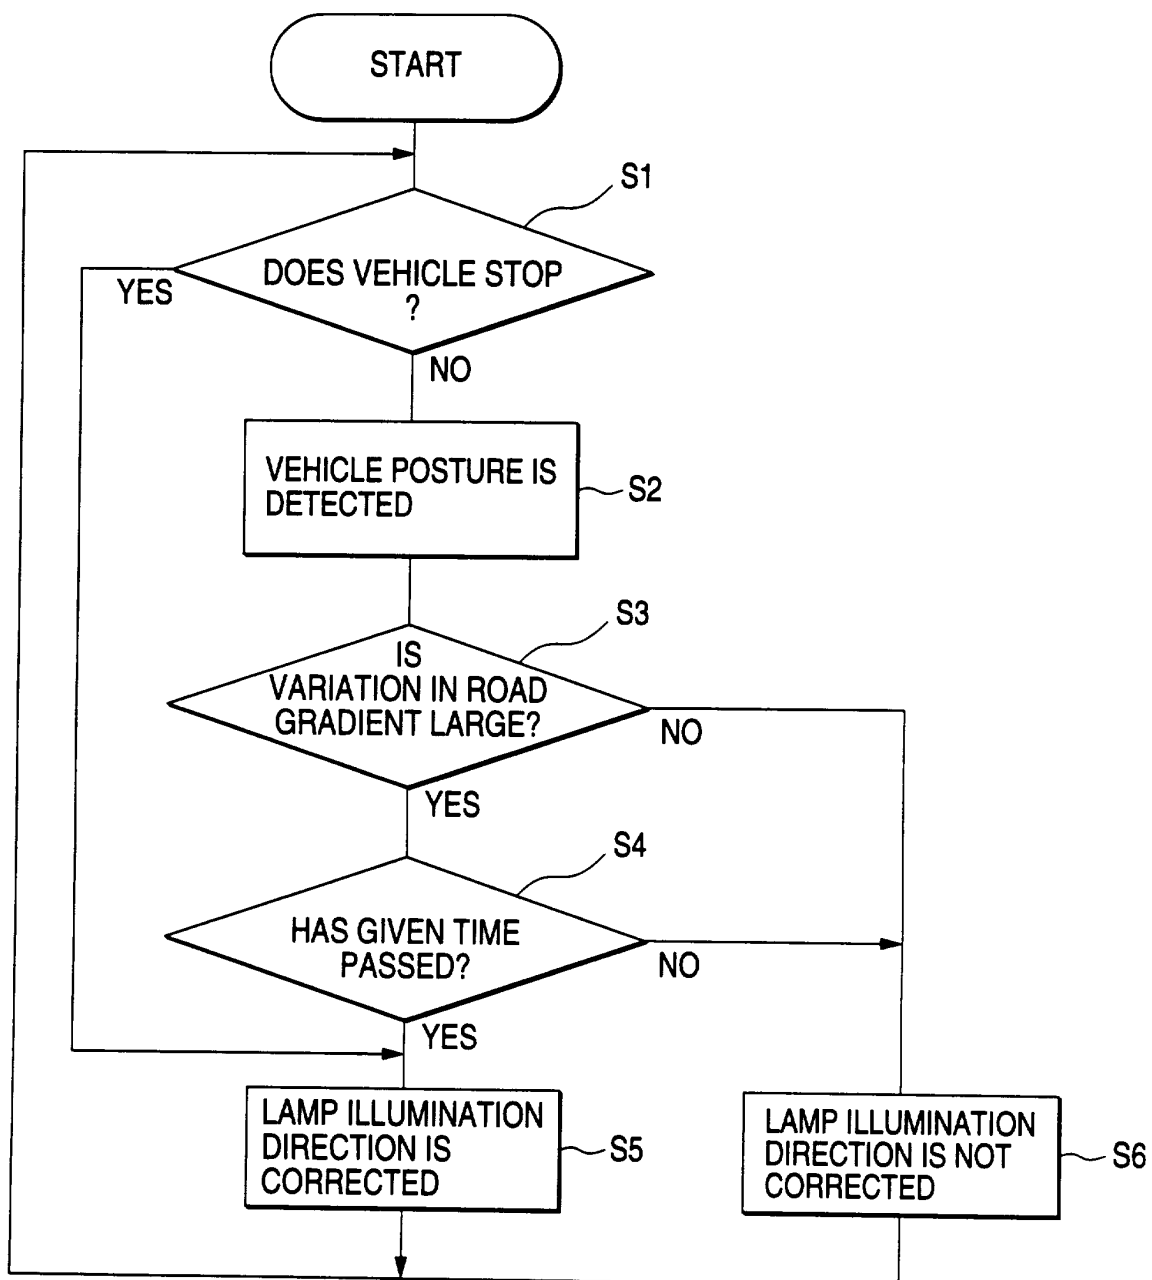 START
S1
DOES VEHICLE STOP
?
YES
NO
VEHICLE POSTURE IS
DETECTED
S2
S3
IS
VARIATION IN ROAD
GRADIENT LARGE?
NO
YES
S4
HAS GIVEN TIME
PASSED?
NO
YES
LAMP ILLUMINATION
DIRECTION IS
CORRECTED
S5
LAMP ILLUMINATION
DIRECTION IS NOT
CORRECTED
S6